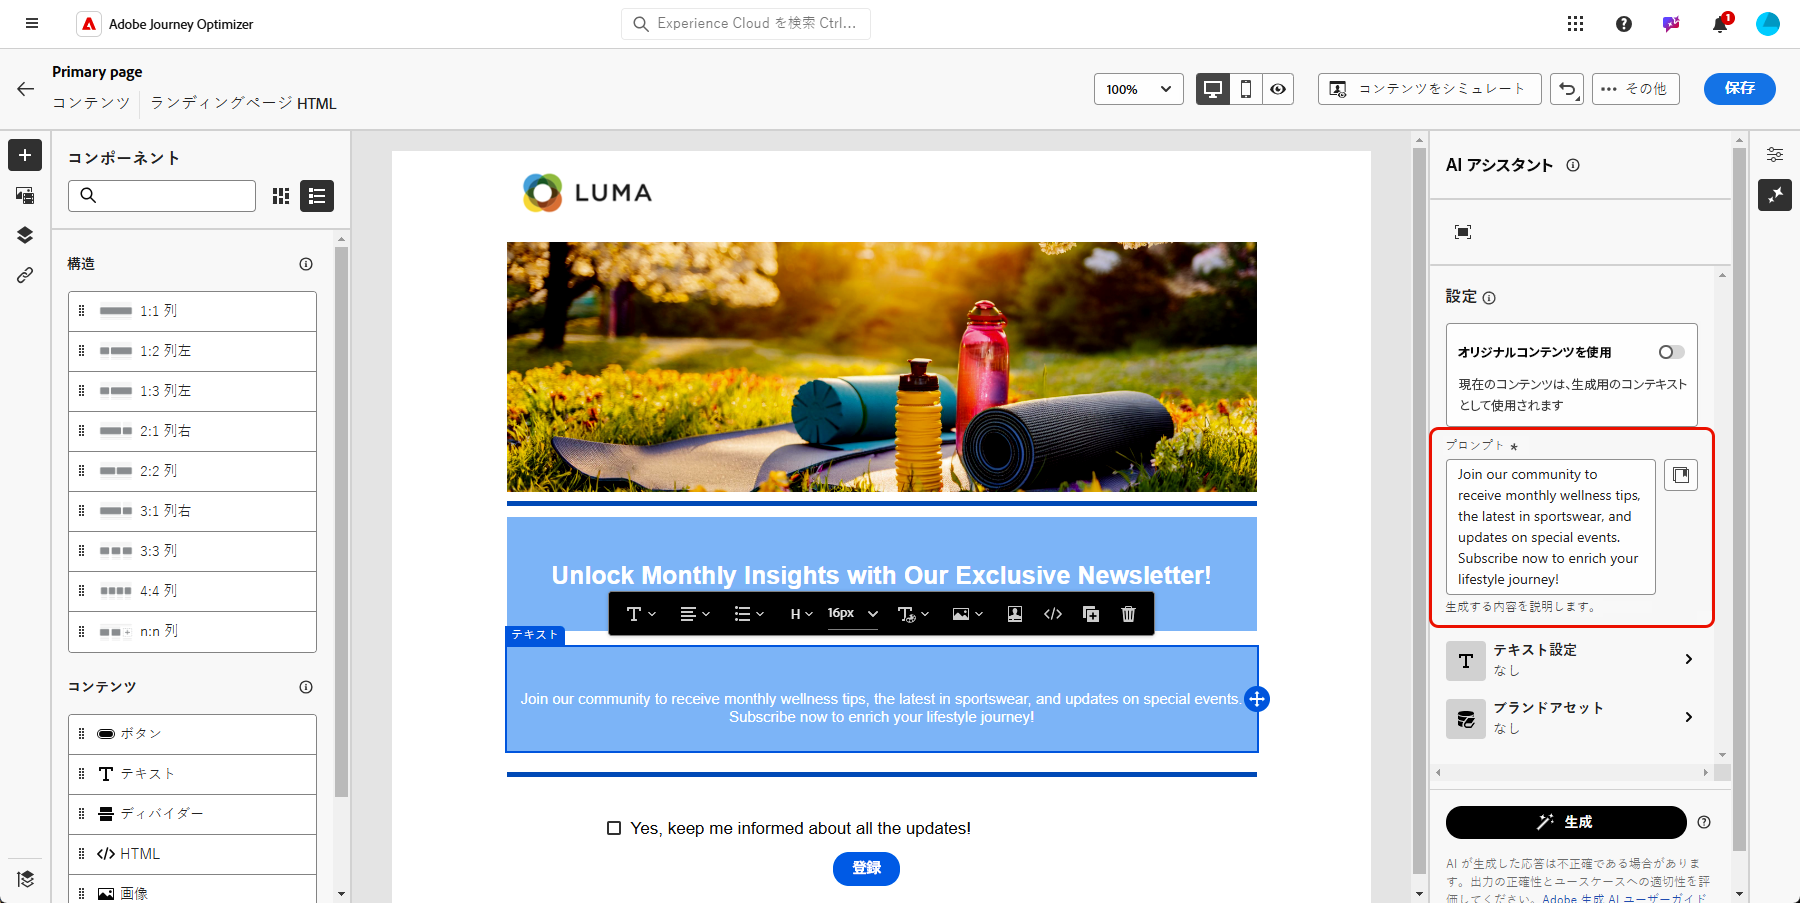 Adobe Journey Optimizer
Experience Cloud を検索 Ctrl...
1
Primary page
コンテンツ
ランディングページ HTML
100%
コンテンツをシミュレート
その他
保存
コンポーネント
構造
1:1 列
1:2 列左
1:3 列左
2:1 列右
2:2 列
3:1 列右
3:3 列
4:4 列
n:n 列
コンテンツ
ボタン
テキスト
ディバイダー
HTML
画像
LUMA
Unlock Monthly Insights with Our Exclusive Newsletter!
H
16px
テキスト
Join our community to receive monthly wellness tips, the latest in sportswear, and updates on special events.
Subscribe now to enrich your lifestyle journey!
Yes, keep me informed about all the updates!
登録
AI アシスタント
設定
オリジナルコンテンツを使用
現在のコンテンツは、生成用のコンテキスト
として使用されます
プロンプト *
Join our community to
receive monthly wellness tips,
the latest in sportswear, and
updates on special events.
Subscribe now to enrich your
lifestyle journey!
生成する内容を説明します。
テキスト設定
なし
ブランドアセット
なし
生成
AI が生成した応答は不正確である場合がありま
す。出力の正確性とユースケースへの適切性を評
価してください。Adobe 生成 AI ユーザーガイド